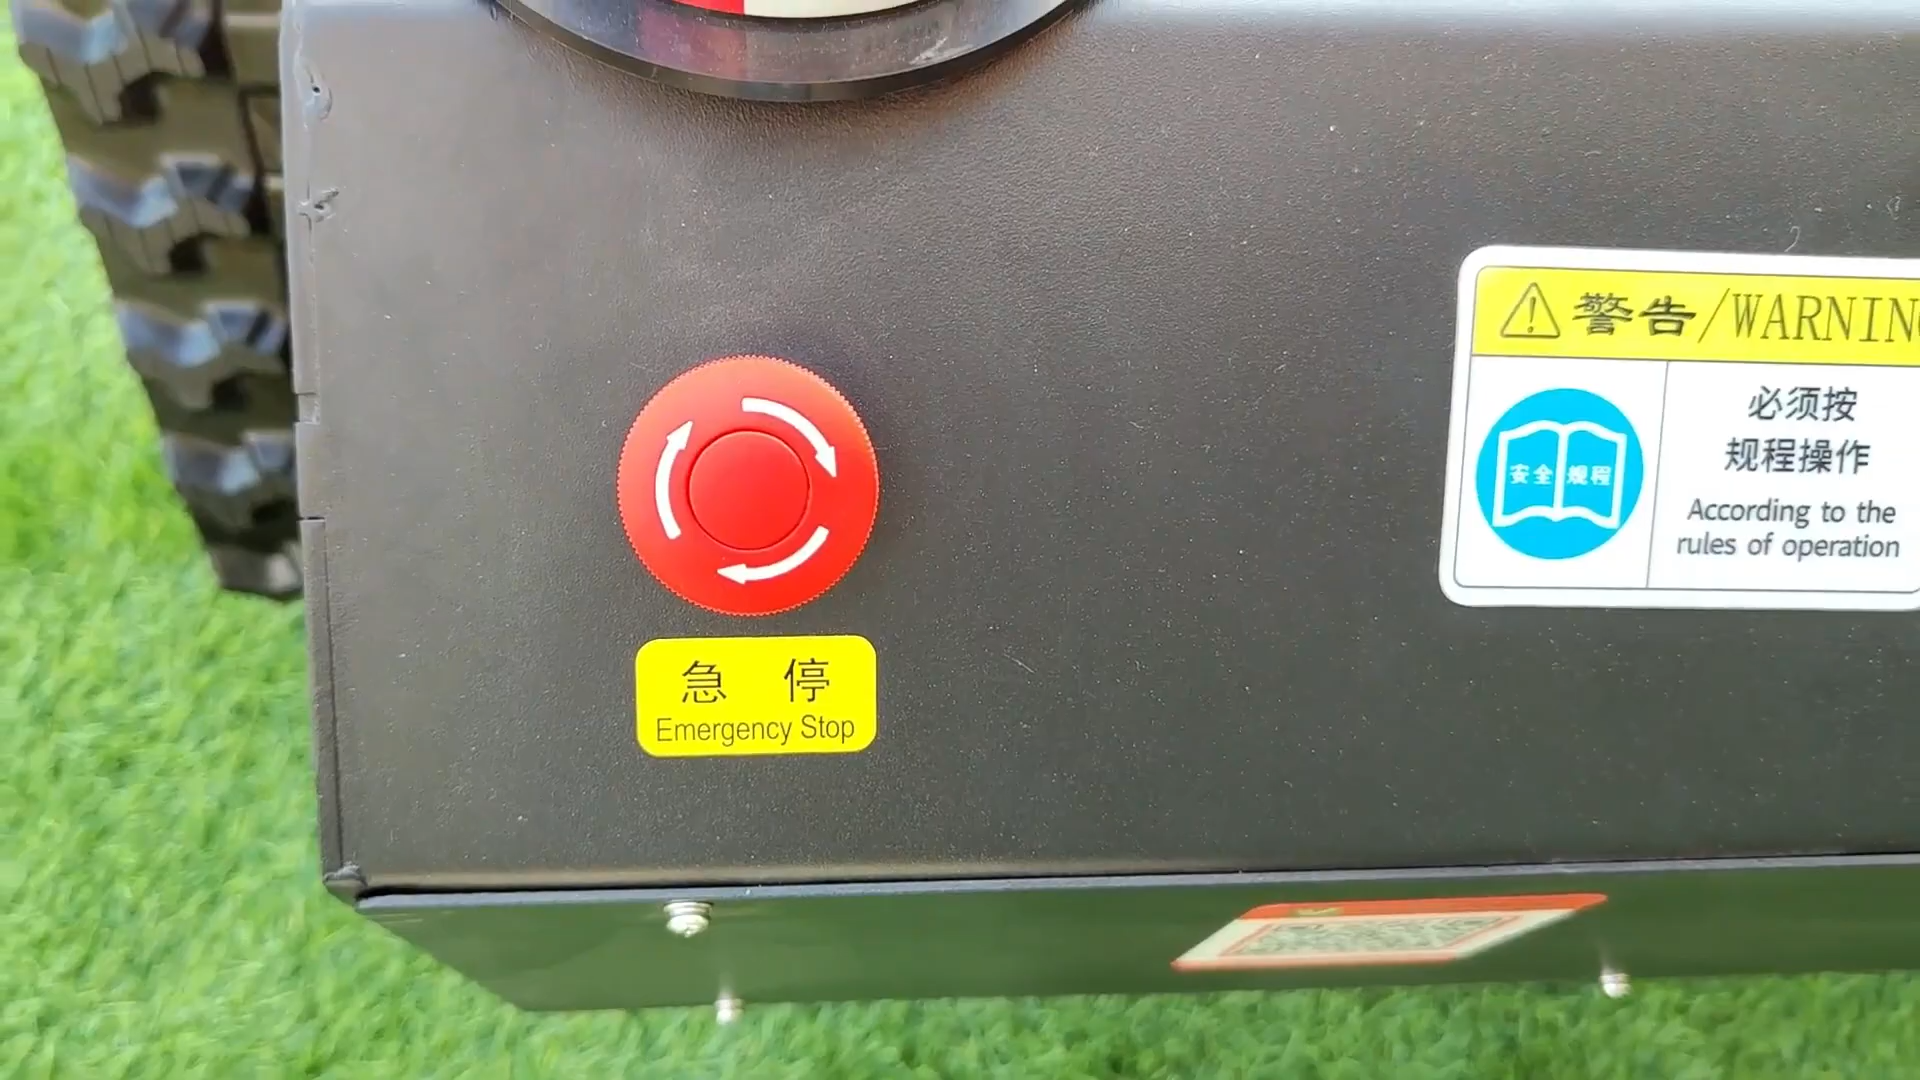 急 停
Emergency Stop
警告/WARNIN
安全规程
必须按
规程操作
According to the
rules of operation